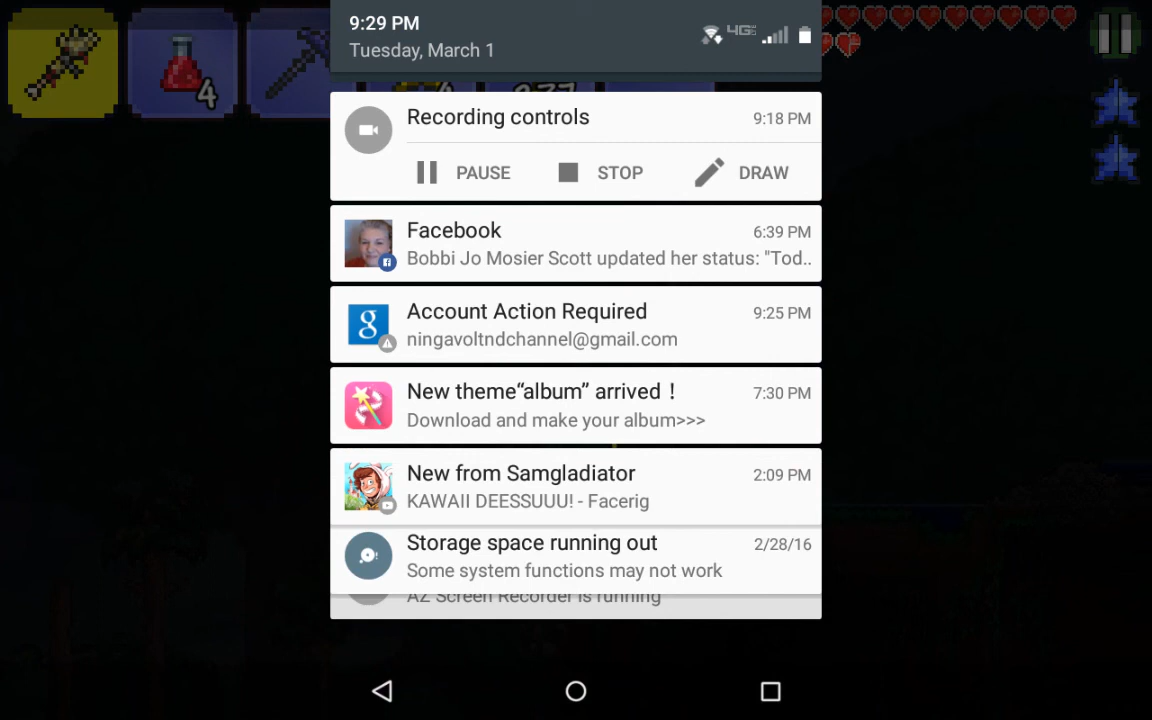 9:29 PM
Tuesday, March 1
4G
4
Recording controls
9:18 PM
PAUSE
STOP
DRAW
Facebook
6:39 PM
Bobbi Jo Mosier Scott updated her status: "Tod..
Account Action Required
9:25 PM
ningavoltndchannel@gmail.com
New theme“album” arrived !
7:30 PM
Download and make your album>>>
New from Samgladiator
2:09 PM
KAWAII DEESSUUU! - Facerig
Storage space running out
2/28/16
Some system functions may not work
AZ Screen Recorder is running